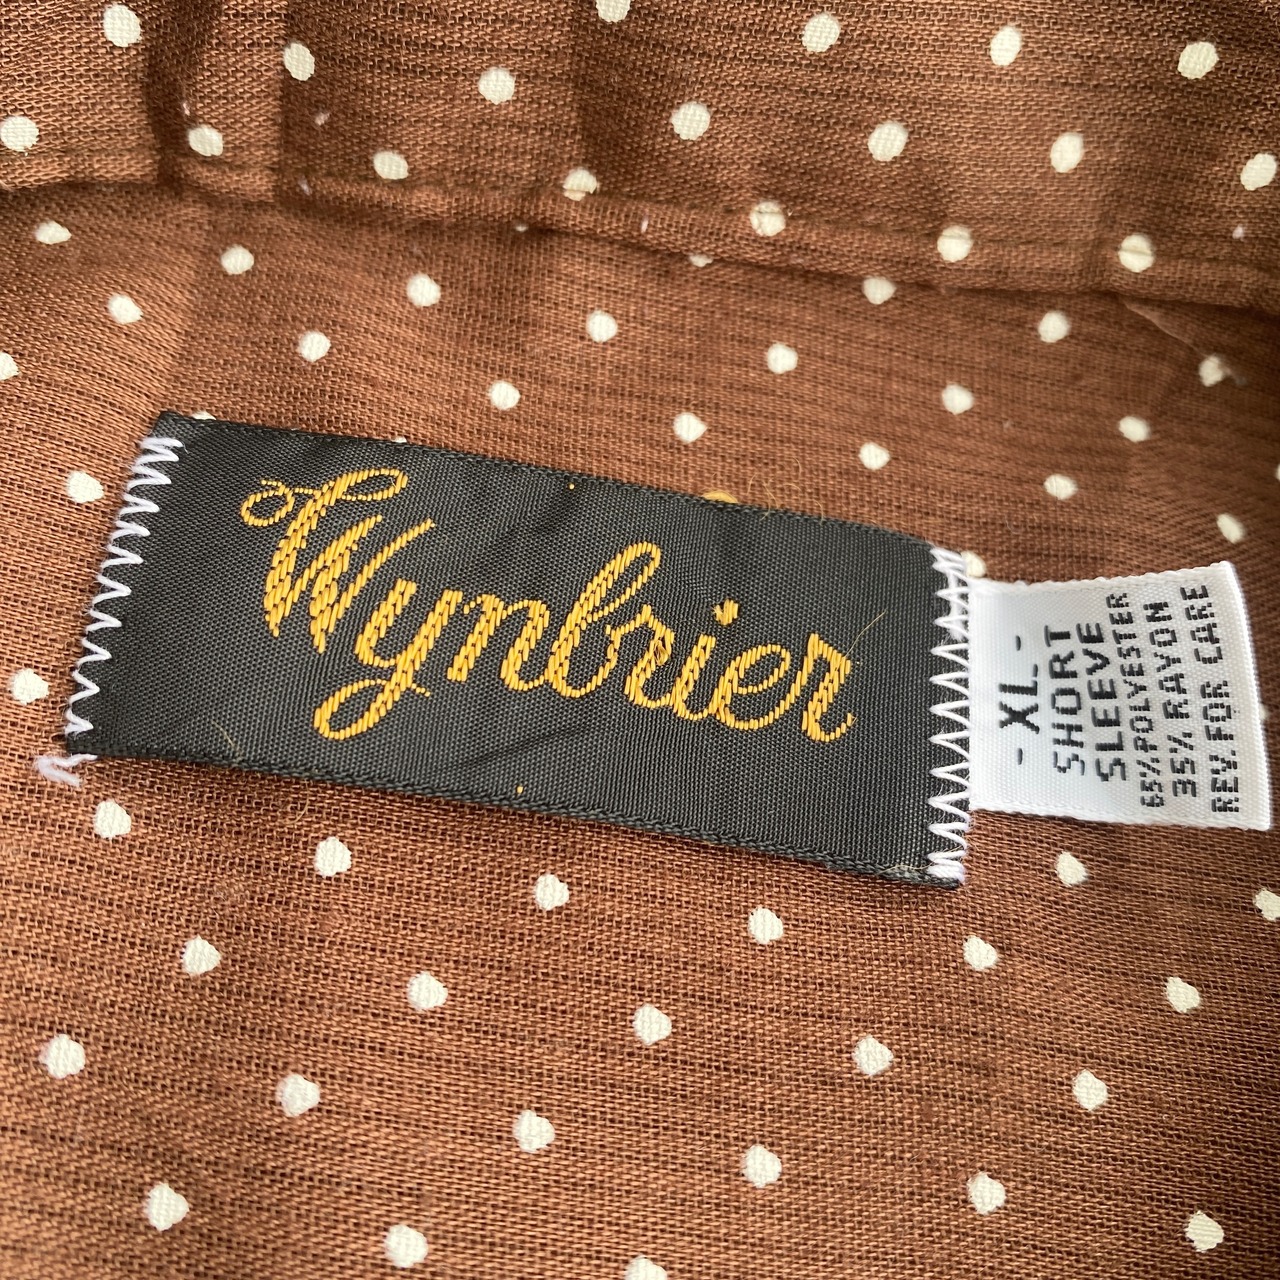 Wynbrier
- XL -
SHORT
SLEEVE
65% POLYESTER
35% RAYON
REV. FOR CARE